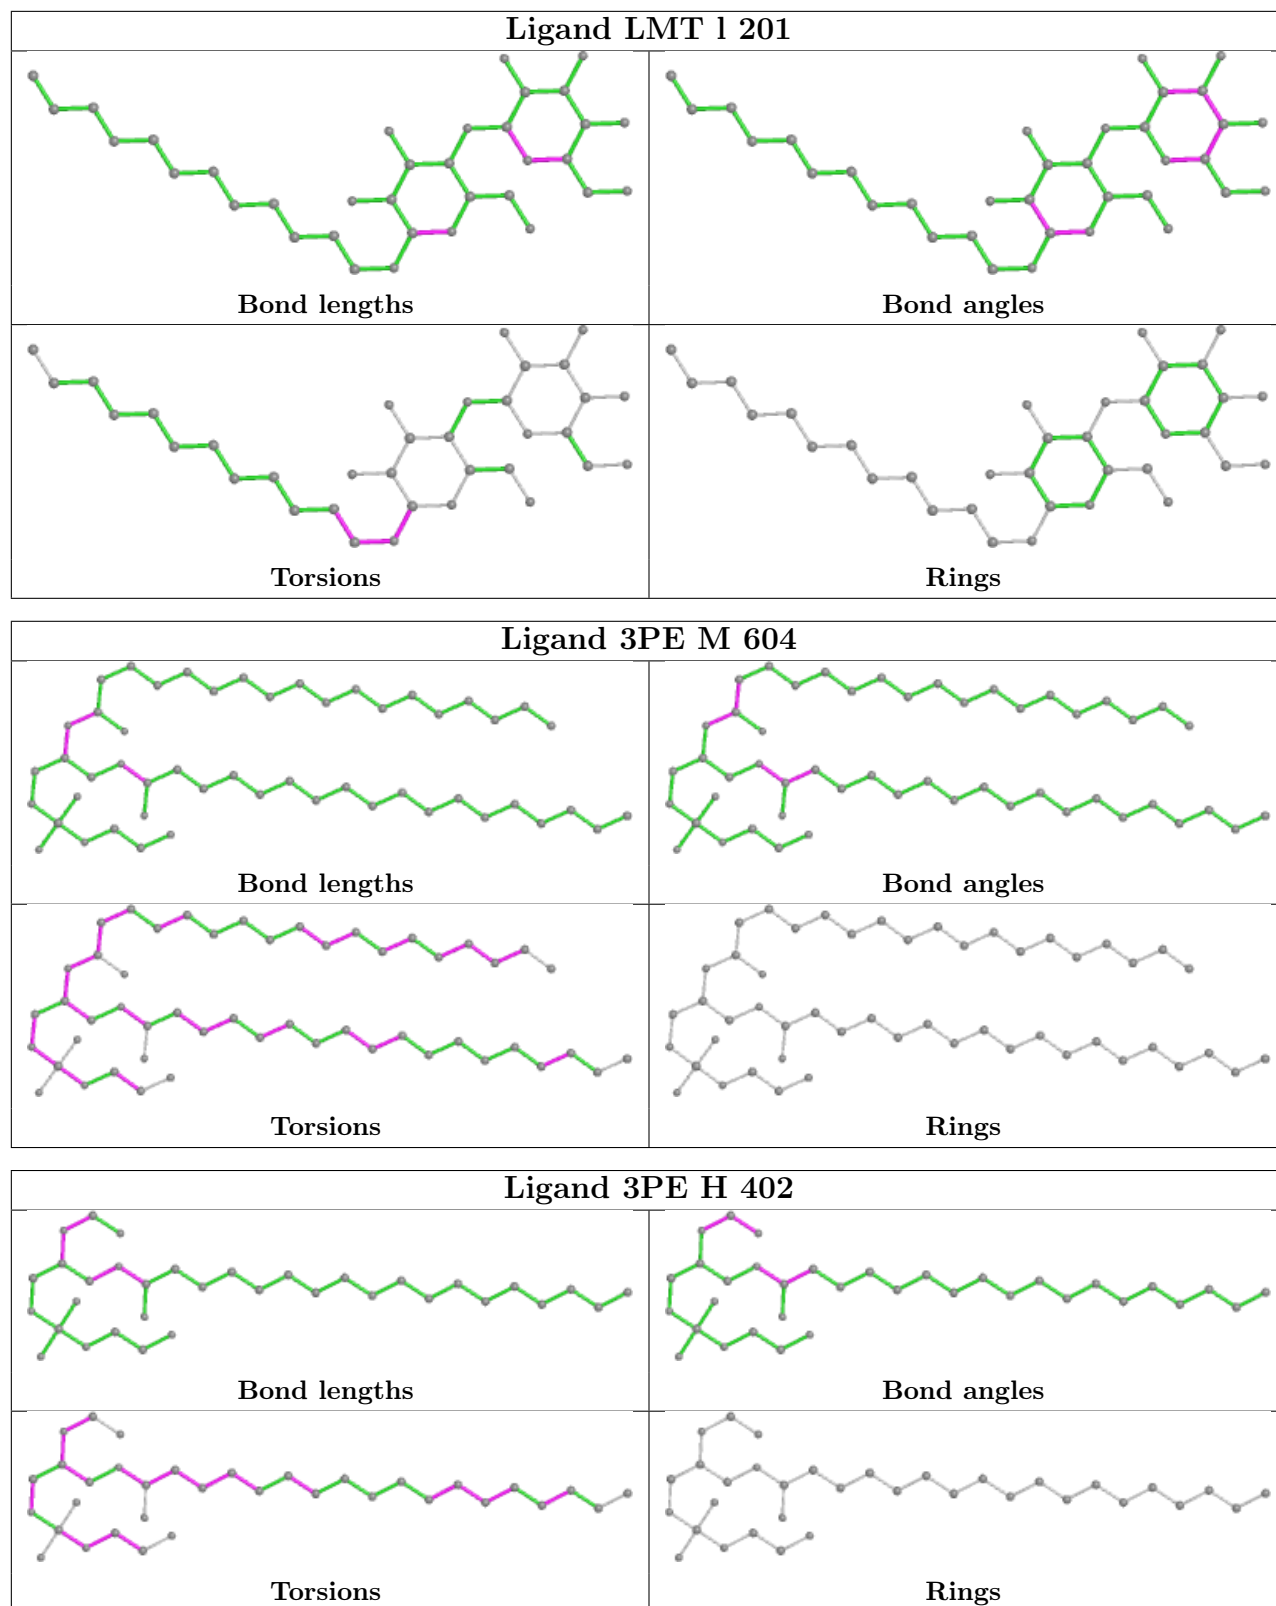 Ligand LMT l 201
Bond lengths
Bond angles
Torsions
Rings
Ligand 3PE M 604
Bond lengths
Bond angles
Torsions
Rings
Ligand 3PE H 402
Bond lengths
Bond angles
Torsions
Rings